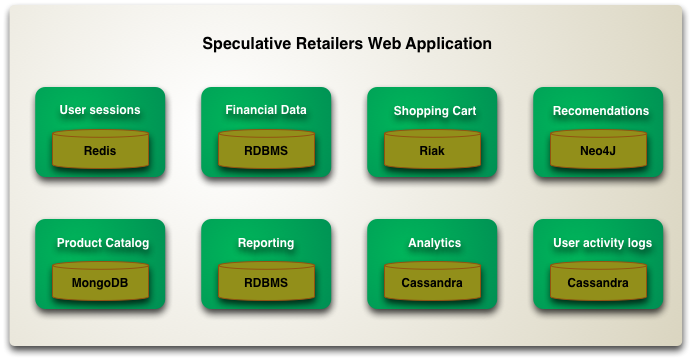 Speculative Retailers Web Application
User sessions
Redis
Financial Data
RDBMS
Shopping Cart
Riak
Recomendations
Neo4J
Product Catalog
MongoDB
Reporting
RDBMS
Analytics
Cassandra
User activity logs
Cassandra